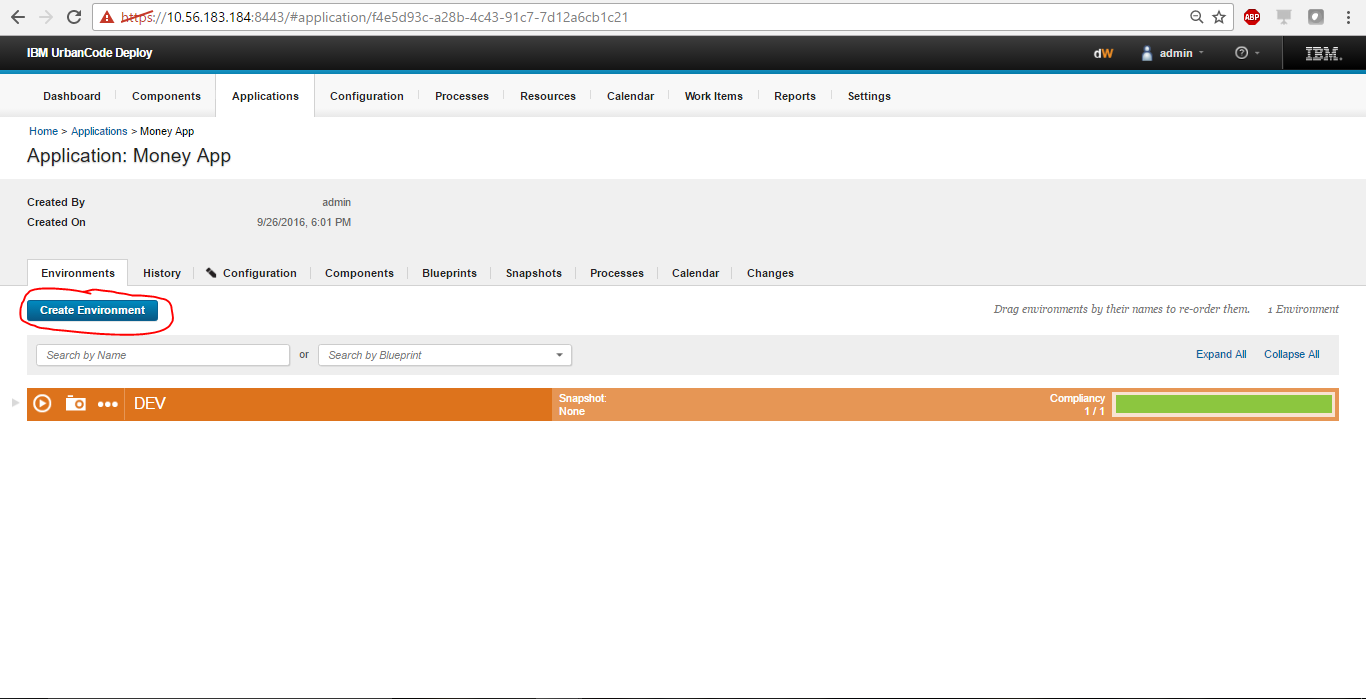 https://10.56.183.184:8443/#application/f4e5d93c-a28b-4c43-91c7-7d12a6cb1c21
ABP
IBM UrbanCode Deploy
dW
admin
?
IBM
Dashboard
Components
Applications
Configuration
Processes
Resources
Calendar
Work Items
Reports
Settings
Home > Applications > Money App
Application: Money App
Created By admin
Created On 9/26/2016, 6:01 PM
Environments
History
Configuration
Components
Blueprints
Snapshots
Processes
Calendar
Changes
Create Environment
Drag environments by their names to re-order them.
1 Environment
Search by Name
or
Search by Blueprint
Expand All
Collapse All
DEV
Snapshot:
None
Compliancy
1 / 1